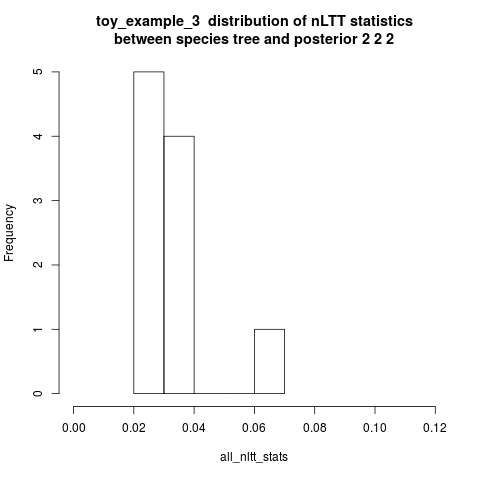 toy_example_3 distribution of nLTT statistics
between species tree and posterior 2 2 2
Frequency
5
4
3
2
1
0
0.00 0.02 0.04 0.06 0.08 0.10 0.12
all_nltt_stats